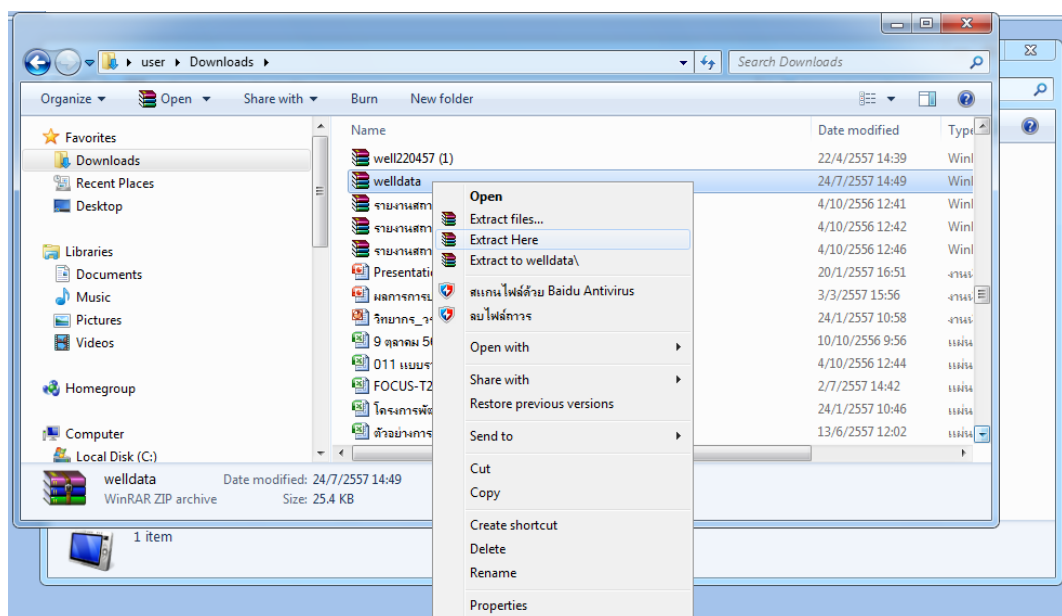 user ▸ Downloads ▸
Search Downloads
Organize
Open
Share with
Burn
New folder
Name
Date modified
Type
Favorites
Downloads
Recent Places
Desktop
Libraries
Documents
Music
Pictures
Videos
Homegroup
Computer
Local Disk (C:)
well220457 (1) 22/4/2557 14:39 Win
welldata 24/7/2557 14:49 Win
รายงานสถา 4/10/2556 12:41 Win
รายงานสถา 4/10/2556 12:42 Win
รายงานสถา 4/10/2556 12:46 Win
Presentati 20/1/2557 16:51 งานน
ผลการการบ 3/3/2557 15:56 งานน
วิทยากร_วร 24/1/2557 10:58 งานน
9 ตุลาคม 5 10/10/2556 9:56 แผ่น
011 แบบรา 4/10/2556 12:44 แผ่น
FOCUS-T2 2/7/2557 14:42 แผ่น
โครงการพัฒ 24/1/2557 10:46 แผ่น
ตัวอย่างการ 13/6/2557 12:02 แผ่น
Open
Extract files...
Extract Here
Extract to welldata\
สแกนไฟล์ด้วย Baidu Antivirus
ลบไฟล์ถาวร
Open with
Share with
Restore previous versions
Send to
Cut
Copy
Create shortcut
Delete
Rename
Properties
welldata Date modified: 24/7/2557 14:49
WinRAR ZIP archive Size: 25.4 KB
1 item